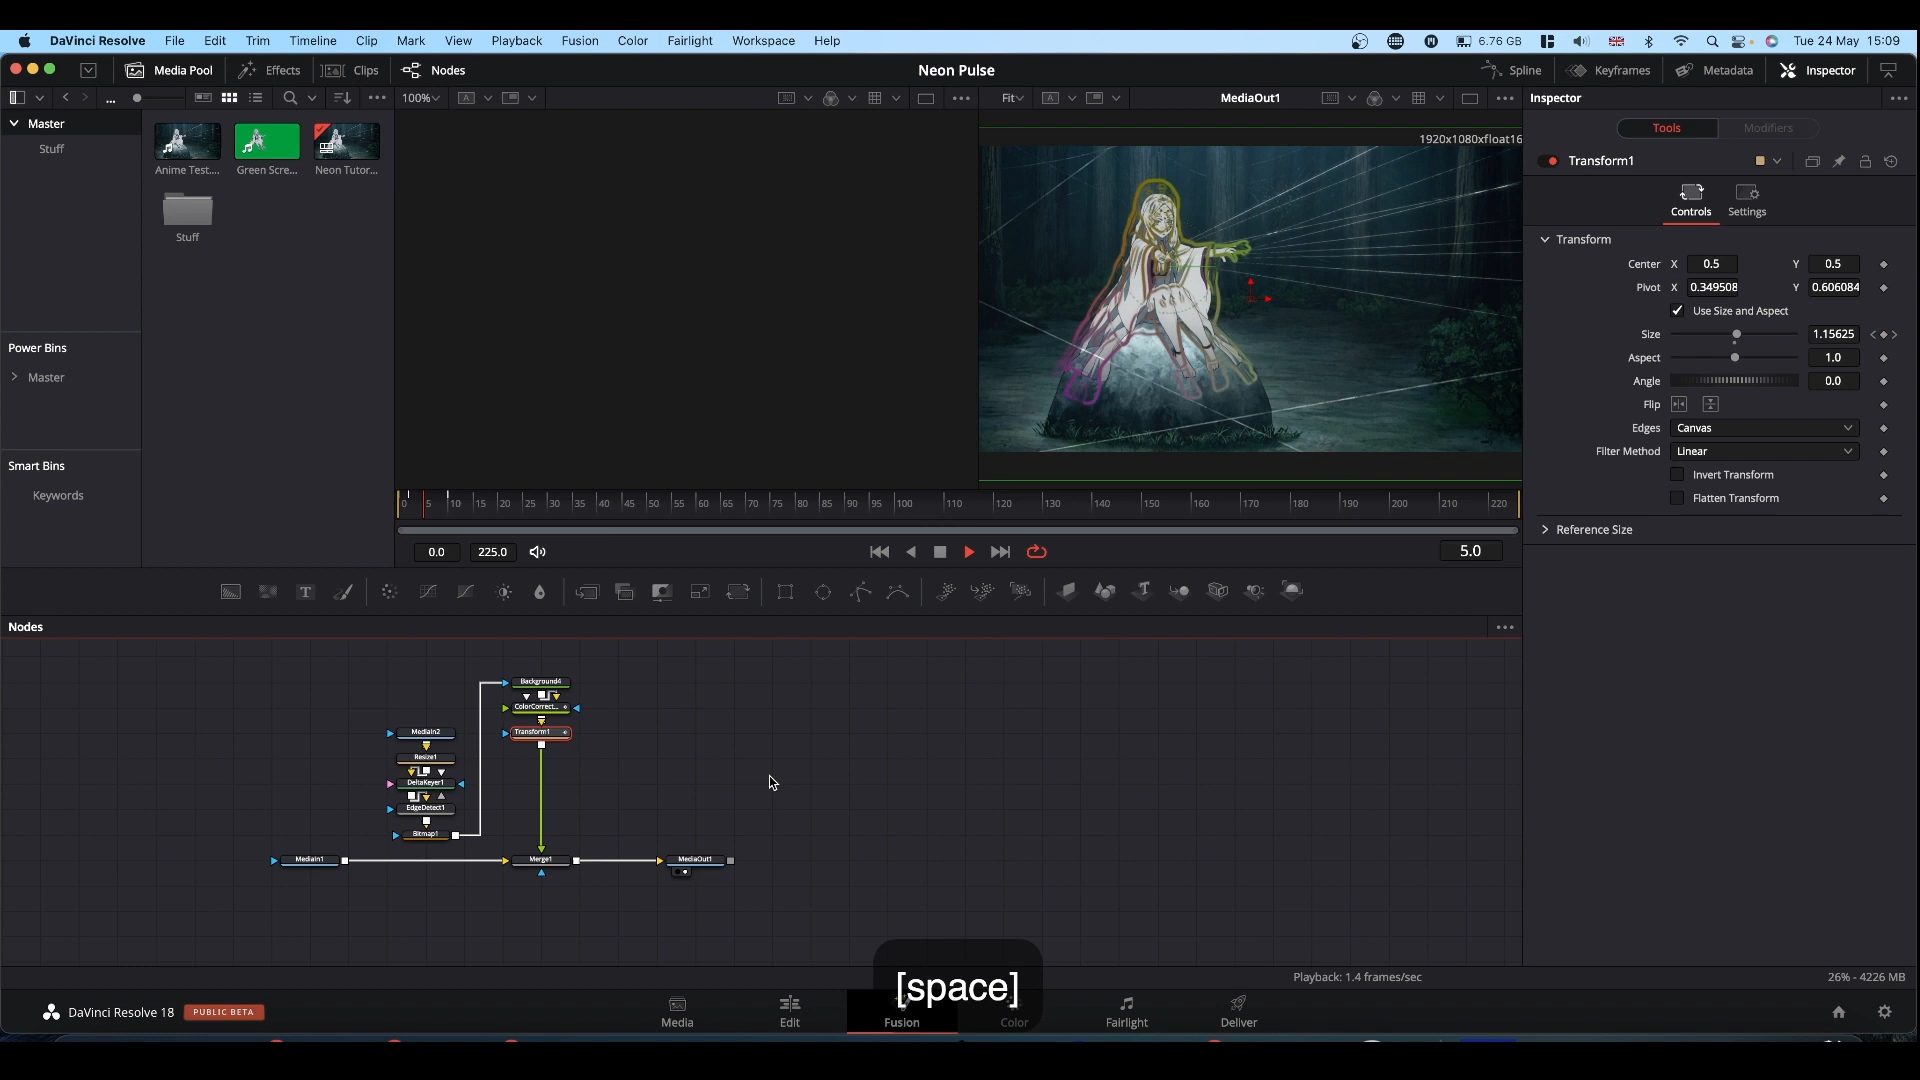 DaVinci Resolve File Edit Trim Timeline Clip Mark View Playback Fusion Color Fairlight Workspace Help 6.76 GB Tue 24 May 15:09
Media Pool Effects Clips Nodes Neon Pulse Spline Keyframes Metadata Inspector
... 100% Fit MediaOut1 Inspector
Master
Stuff
Anime Test... Green Scre... Neon Tutor...
Stuff
1920x1080xfloat16
Tools Modifiers
Transform1
Controls Settings
Transform
Center X 0.5 Y 0.5
Pivot X 0.349508 Y 0.606084
Use Size and Aspect
Size 1.15625
Aspect 1.0
Angle 0.0
Flip
Edges Canvas
Filter Method Linear
Invert Transform
Flatten Transform
Reference Size
Power Bins
Master
Smart Bins
Keywords
0 5 10 15 20 25 30 35 40 45 50 55 60 65 70 75 80 85 90 95 100 110 120 130 140 150 160 170 180 190 200 210 220
0.0 225.0 5.0
Nodes
Background4
ColorCorrect...
Transform1
MediaIn2
Resize1
DeltaKeyer1
EdgeDetect1
Bitmap1
MediaIn1 Merge1 MediaOut1
[space]
Playback: 1.4 frames/sec 26% - 4226 MB
DaVinci Resolve 18 PUBLIC BETA
Media Edit Fusion Color Fairlight Deliver